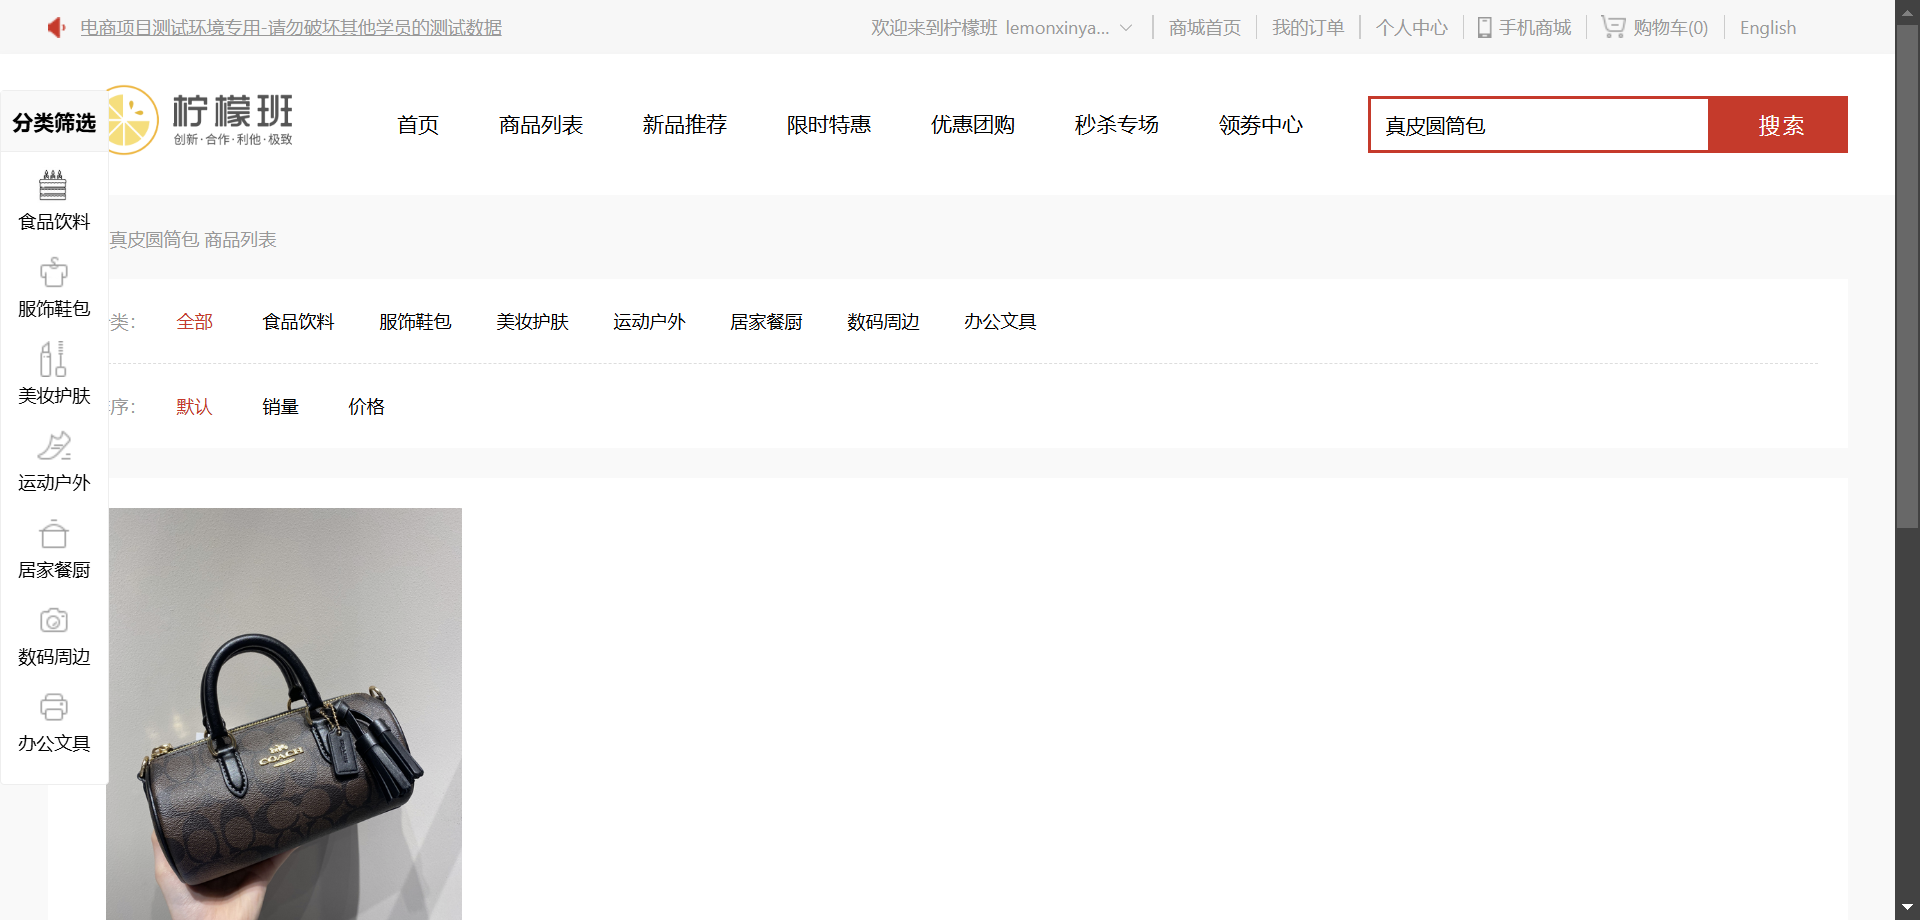 电商项目测试环境专用-请勿破坏其他学员的测试数据
欢迎来到柠檬班 lemonxinya... 商城首页 我的订单 个人中心 手机商城 购物车(0) English
柠檬班
创新·合作·利他·极致
首页 商品列表 新品推荐 限时特惠 优惠团购 秒杀专场 领劵中心
真皮圆筒包 搜索
分类筛选
食品饮料
服饰鞋包
美妆护肤
运动户外
居家餐厨
数码周边
办公文具
真皮圆筒包 商品列表
类： 全部 食品饮料 服饰鞋包 美妆护肤 运动户外 居家餐厨 数码周边 办公文具
序： 默认 销量 价格
COACH